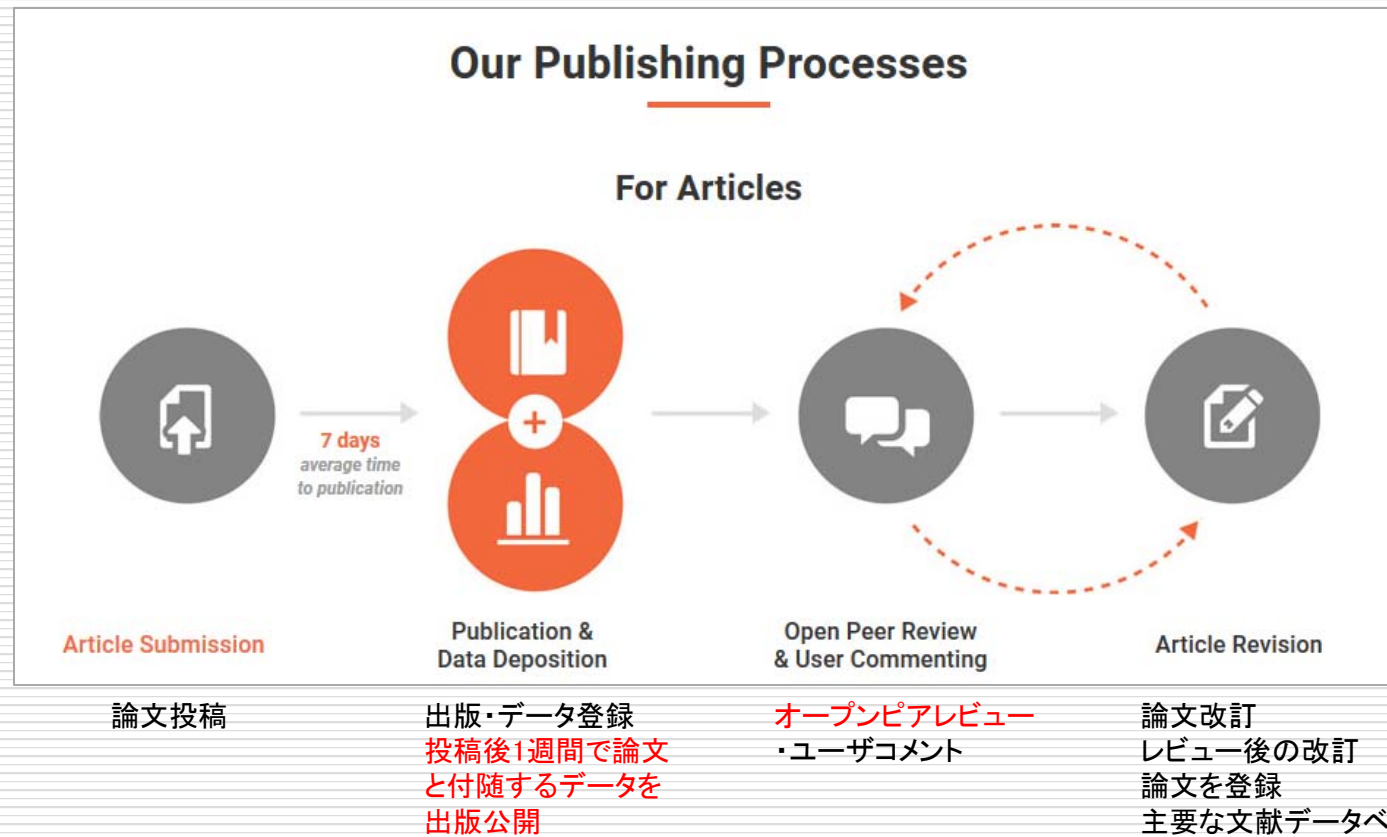 Our Publishing Processes
For Articles
7 days
average time
to publication
+
Article Submission
Publication &
Data Deposition
Open Peer Review
& User Commenting
Article Revision
論文投稿
出版・データ登録
投稿後1週間で論文
と付随するデータを
出版公開
オープンピアレビュー
・ユーザコメント
論文改訂
レビュー後の改訂
論文を登録
主要な文献データベ